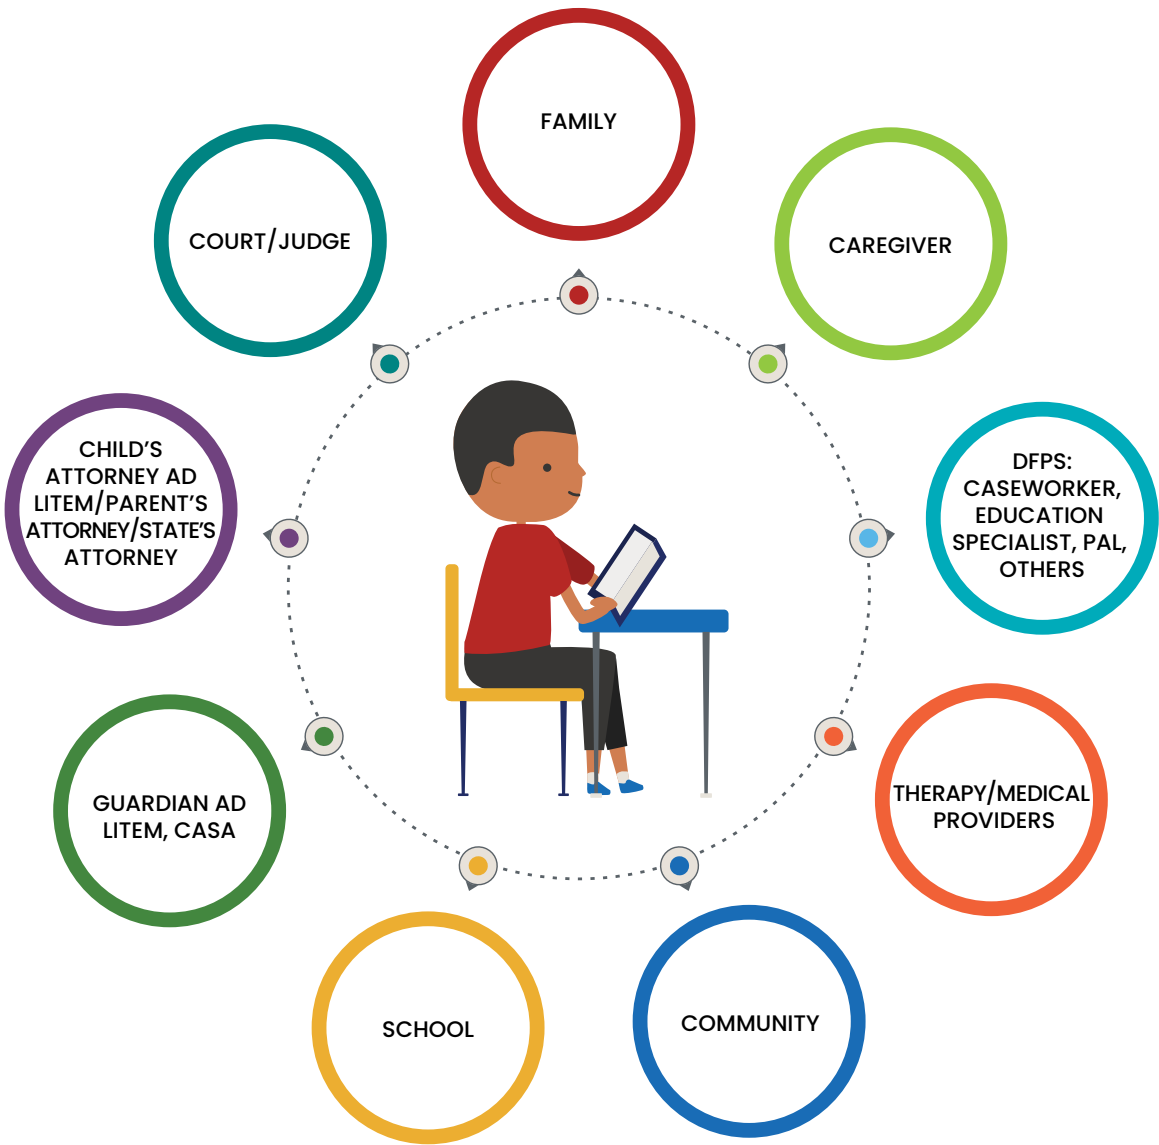 FAMILY
COURT/JUDGE
CAREGIVER
CHILD’S
ATTORNEY AD
LITEM/PARENT’S
ATTORNEY/STATE’S
ATTORNEY
DFPS:
CASEWORKER,
EDUCATION
SPECIALIST, PAL,
OTHERS
GUARDIAN AD
LITEM, CASA
THERAPY/MEDICAL
PROVIDERS
SCHOOL
COMMUNITY